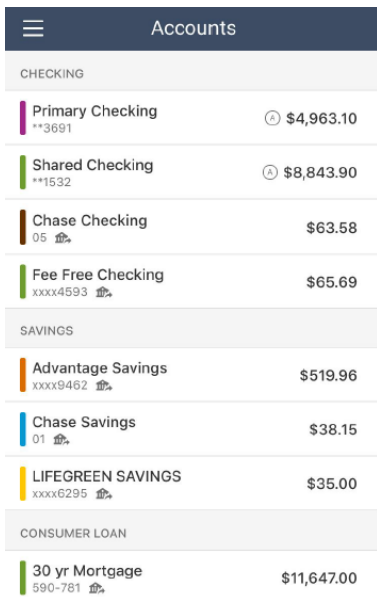 Accounts
CHECKING
Primary Checking
**3691
A $4,963.10
Shared Checking
**1532
A $8,843.90
Chase Checking
05
$63.58
Fee Free Checking
xxxx4593
$65.69
SAVINGS
Advantage Savings
xxxx9462
$519.96
Chase Savings
01
$38.15
LIFEGREEN SAVINGS
xxxx6295
$35.00
CONSUMER LOAN
30 yr Mortgage
590-781
$11,647.00